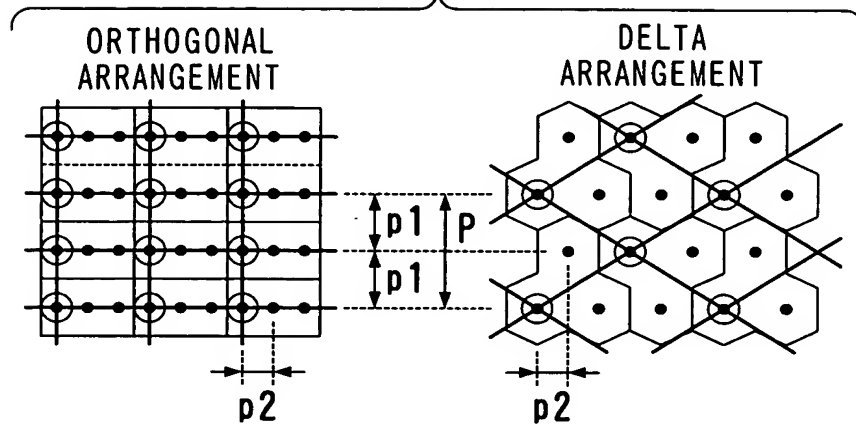 ORTHOGONAL
ARRANGEMENT
DELTA
ARRANGEMENT
p1
P
p1
p2
p2